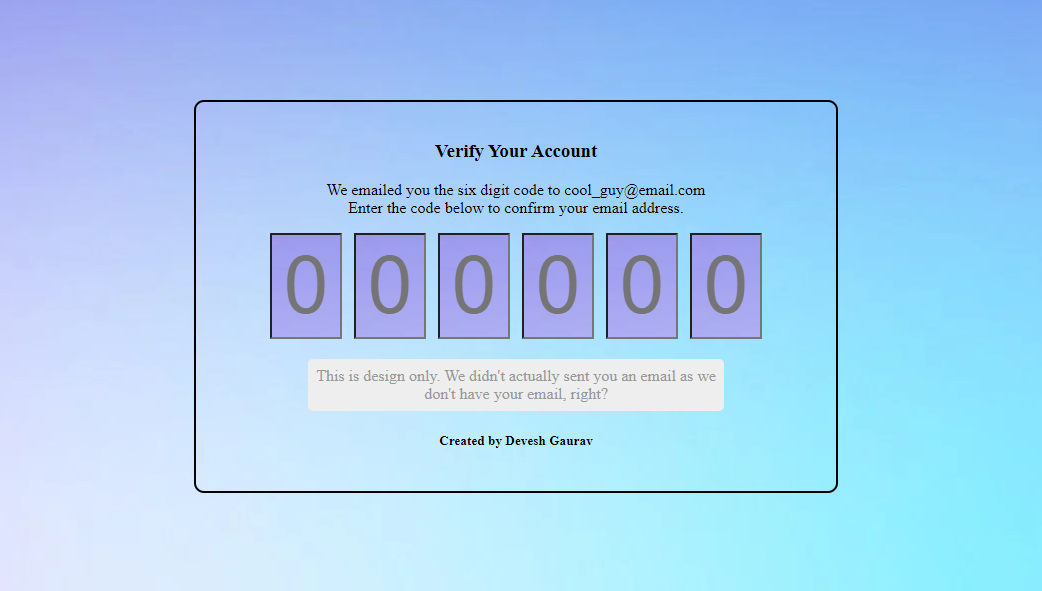 Verify Your Account
We emailed you the six digit code to cool_guy@email.com
Enter the code below to confirm your email address.
0 0 0 0 0 0
This is design only. We didn't actually sent you an email as we
don't have your email, right?
Created by Devesh Gaurav